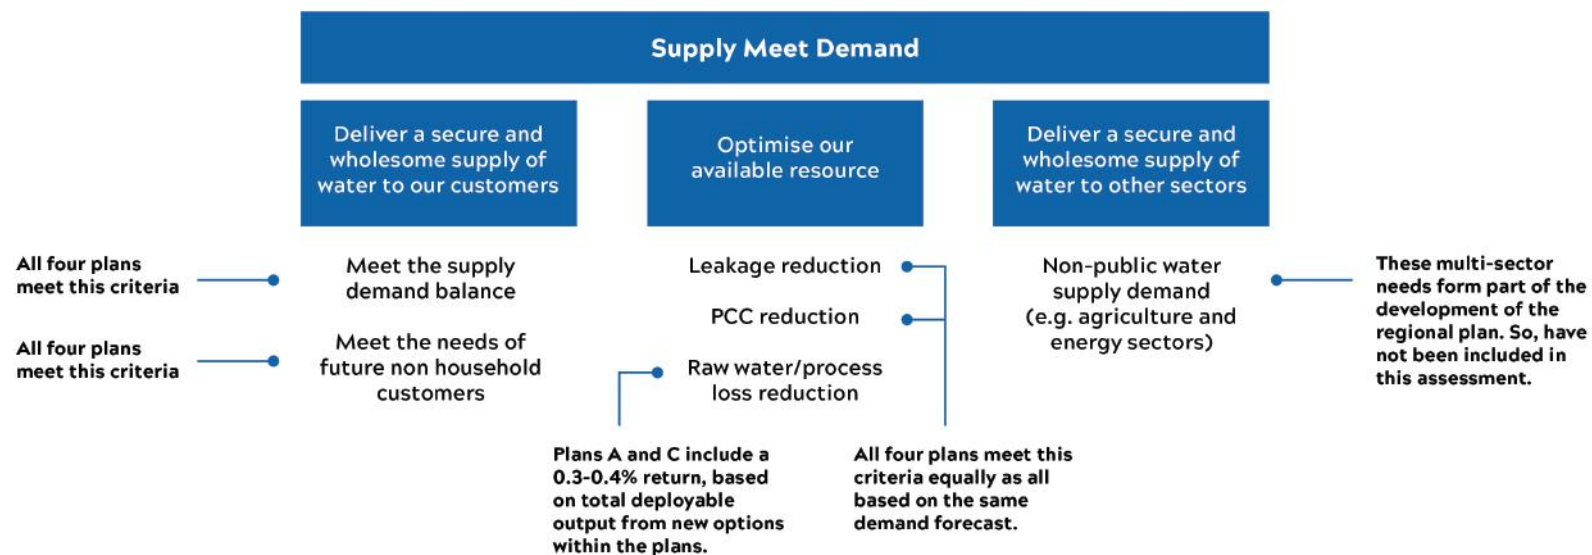 Supply Meet Demand
Deliver a secure and
wholesome supply of
water to our customers
Optimise our
available resource
Deliver a secure and
wholesome supply of
water to other sectors
All four plans
meet this criteria
Meet the supply
demand balance
All four plans
meet this criteria
Meet the needs of
future non household
customers
Leakage reduction
PCC reduction
Raw water/process
loss reduction
Plans A and C include a
0.3-0.4% return, based
on total deployable
output from new options
within the plans.
All four plans meet this
criteria equally as all
based on the same
demand forecast.
Non-public water
supply demand
(e.g. agriculture and
energy sectors)
These multi-sector
needs form part of the
development of the
regional plan. So, have
not been included in
this assessment.